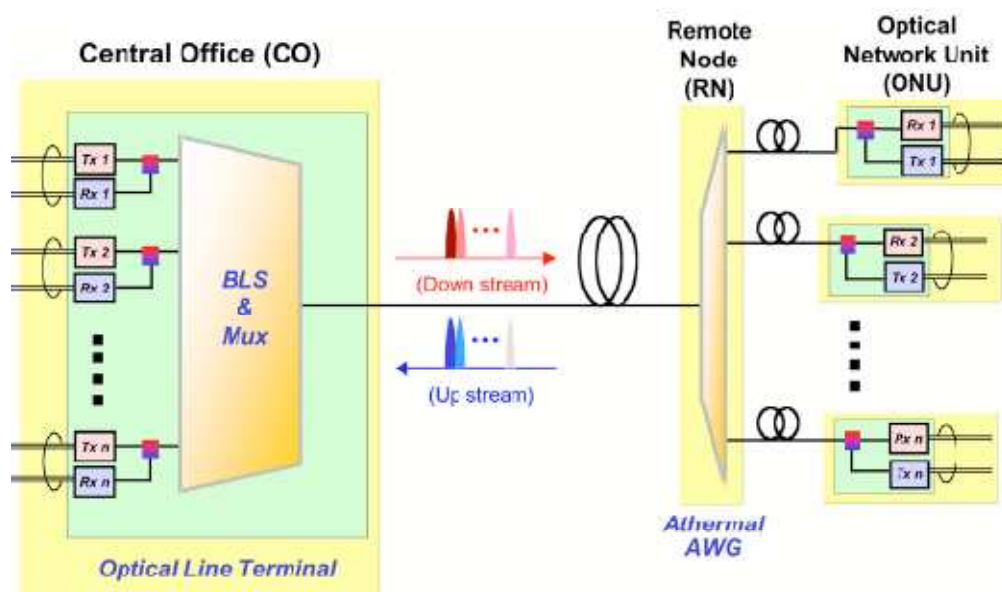 Central Office (CO)
Remote
Node
(RN)
Optical
Network Unit
(ONU)
Tx 1
Rx 1
Tx 2
Rx 2
Tx n
Rx n
BLS
&
Mux
(Down stream)
(Up stream)
Rx 1
Tx 1
Rx 2
Tx 2
Rx n
Tx n
Athermal
AWG
Optical Line Terminal